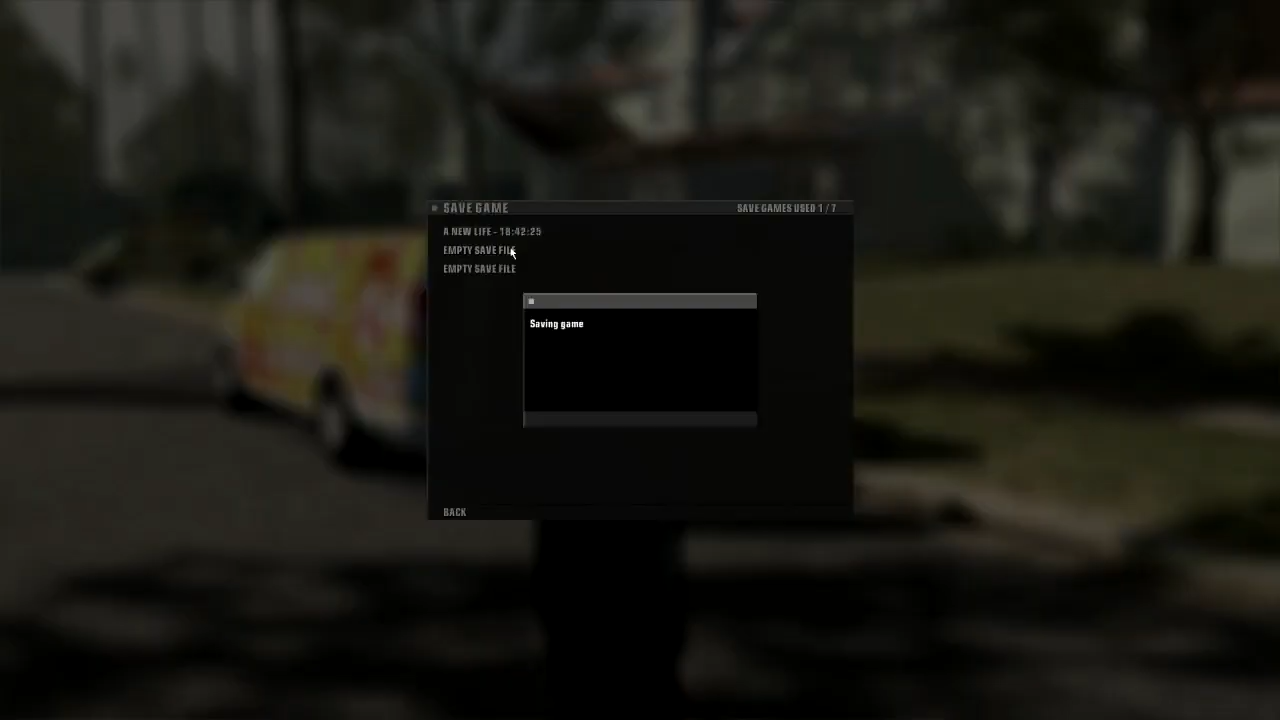 SAVE GAME
SAVE GAMES USED 1 / 7
A NEW LIFE - 18:42:25
EMPTY SAVE FILE
EMPTY SAVE FILE
Saving game
BACK